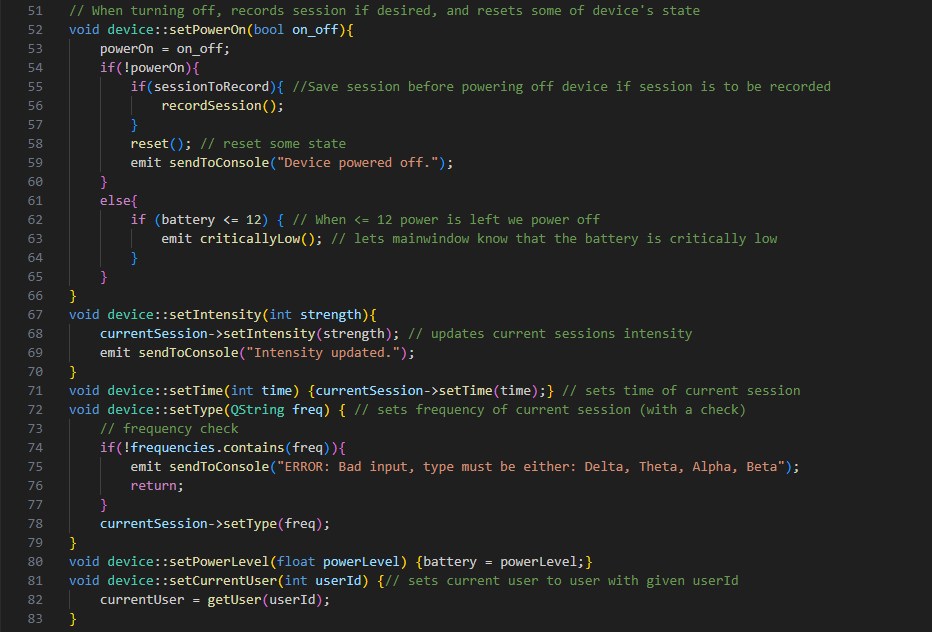 51 // When turning off, records session if desired, and resets some of device's state
52 void device::setPowerOn(bool on_off){
53     powerOn = on_off;
54     if(!powerOn){
55         if(sessionToRecord){ //Save session before powering off device if session is to be recorded
56             recordSession();
57         }
58         reset(); // reset some state
59         emit sendToConsole("Device powered off.");
60     }
61     else{
62         if (battery <= 12) { // When <= 12 power is left we power off
63             emit criticallyLow(); // lets mainwindow know that the battery is critically low
64         }
65     }
66 }
67 void device::setIntensity(int strength){
68     currentSession->setIntensity(strength); // updates current sessions intensity
69     emit sendToConsole("Intensity updated.");
70 }
71 void device::setTime(int time) {currentSession->setTime(time);} // sets time of current session
72 void device::setType(QString freq) { // sets frequency of current session (with a check)
73     // frequency check
74     if(!frequencies.contains(freq)){
75         emit sendToConsole("ERROR: Bad input, type must be either: Delta, Theta, Alpha, Beta");
76         return;
77     }
78     currentSession->setType(freq);
79 }
80 void device::setPowerLevel(float powerLevel) {battery = powerLevel;}
81 void device::setCurrentUser(int userId) {// sets current user to user with given userId
82     currentUser = getUser(userId);
83 }